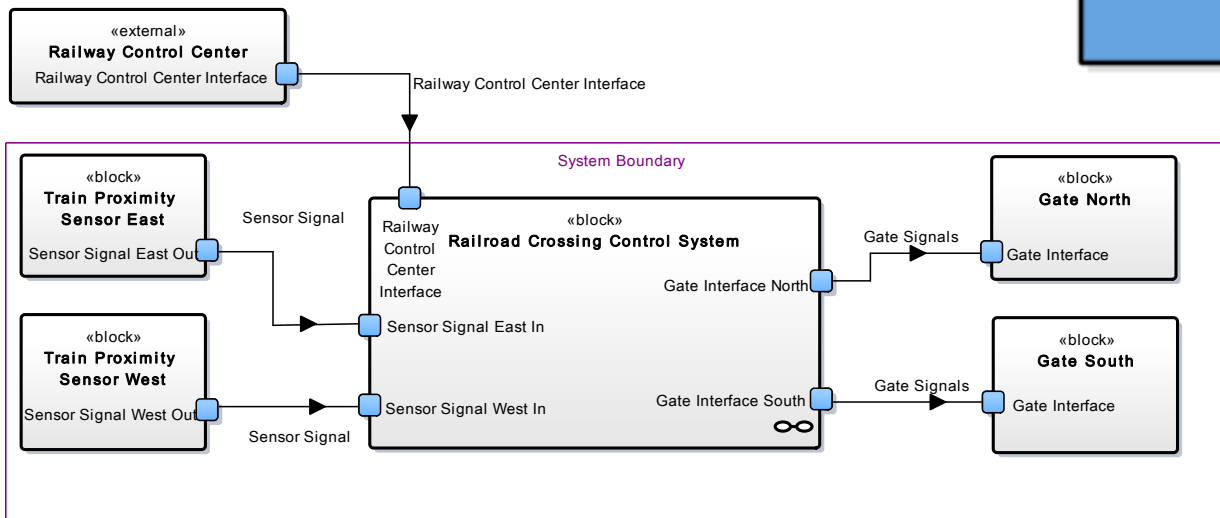 «external»
Railway Control Center
Railway Control Center Interface
Railway Control Center Interface
System Boundary
«block»
Train Proximity
Sensor East
Sensor Signal East Out
Sensor Signal
«block»
Train Proximity
Sensor West
Sensor Signal West Out
Sensor Signal
«block»
Railroad Crossing Control System
Railway
Control
Center
Interface
Sensor Signal East In
Sensor Signal West In
Gate Interface North
Gate Interface South
Gate Signals
«block»
Gate North
Gate Interface
Gate Signals
«block»
Gate South
Gate Interface